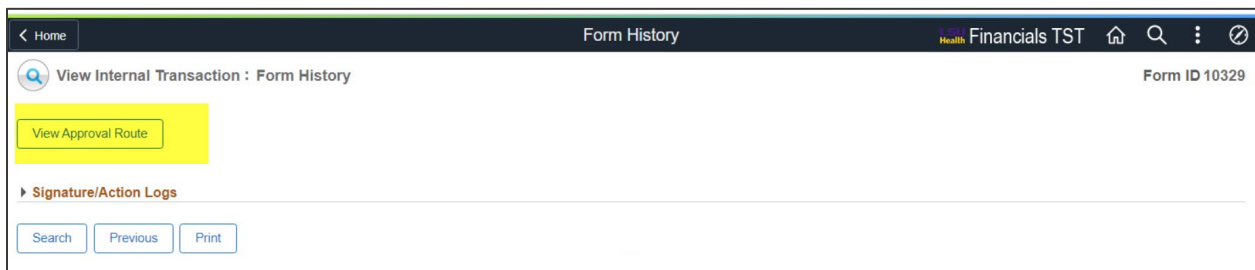 Home Form History LSU Health Financials TST
View Internal Transaction : Form History Form ID 10329
View Approval Route
Signature/Action Logs
Search Previous Print